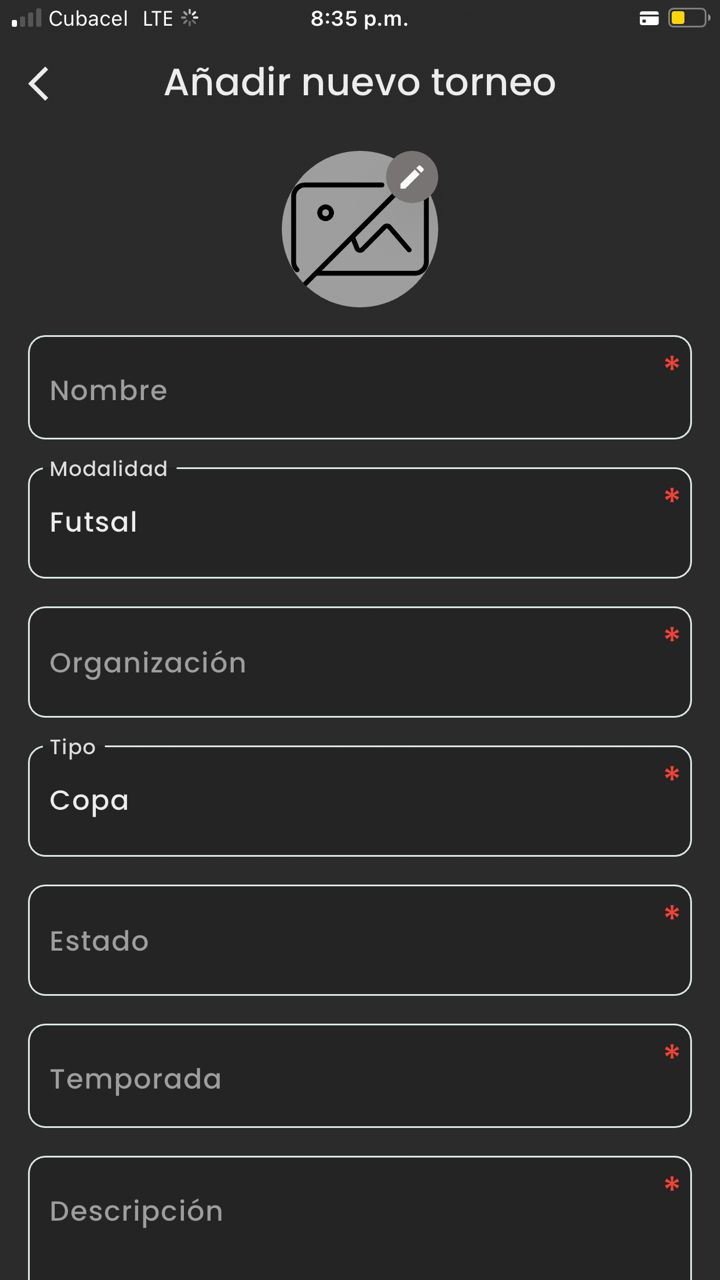 Cubacel LTE 8:35 p.m.
Añadir nuevo torneo
Nombre *
Modalidad
Futsal *
Organización *
Tipo
Copa *
Estado *
Temporada *
Descripción *